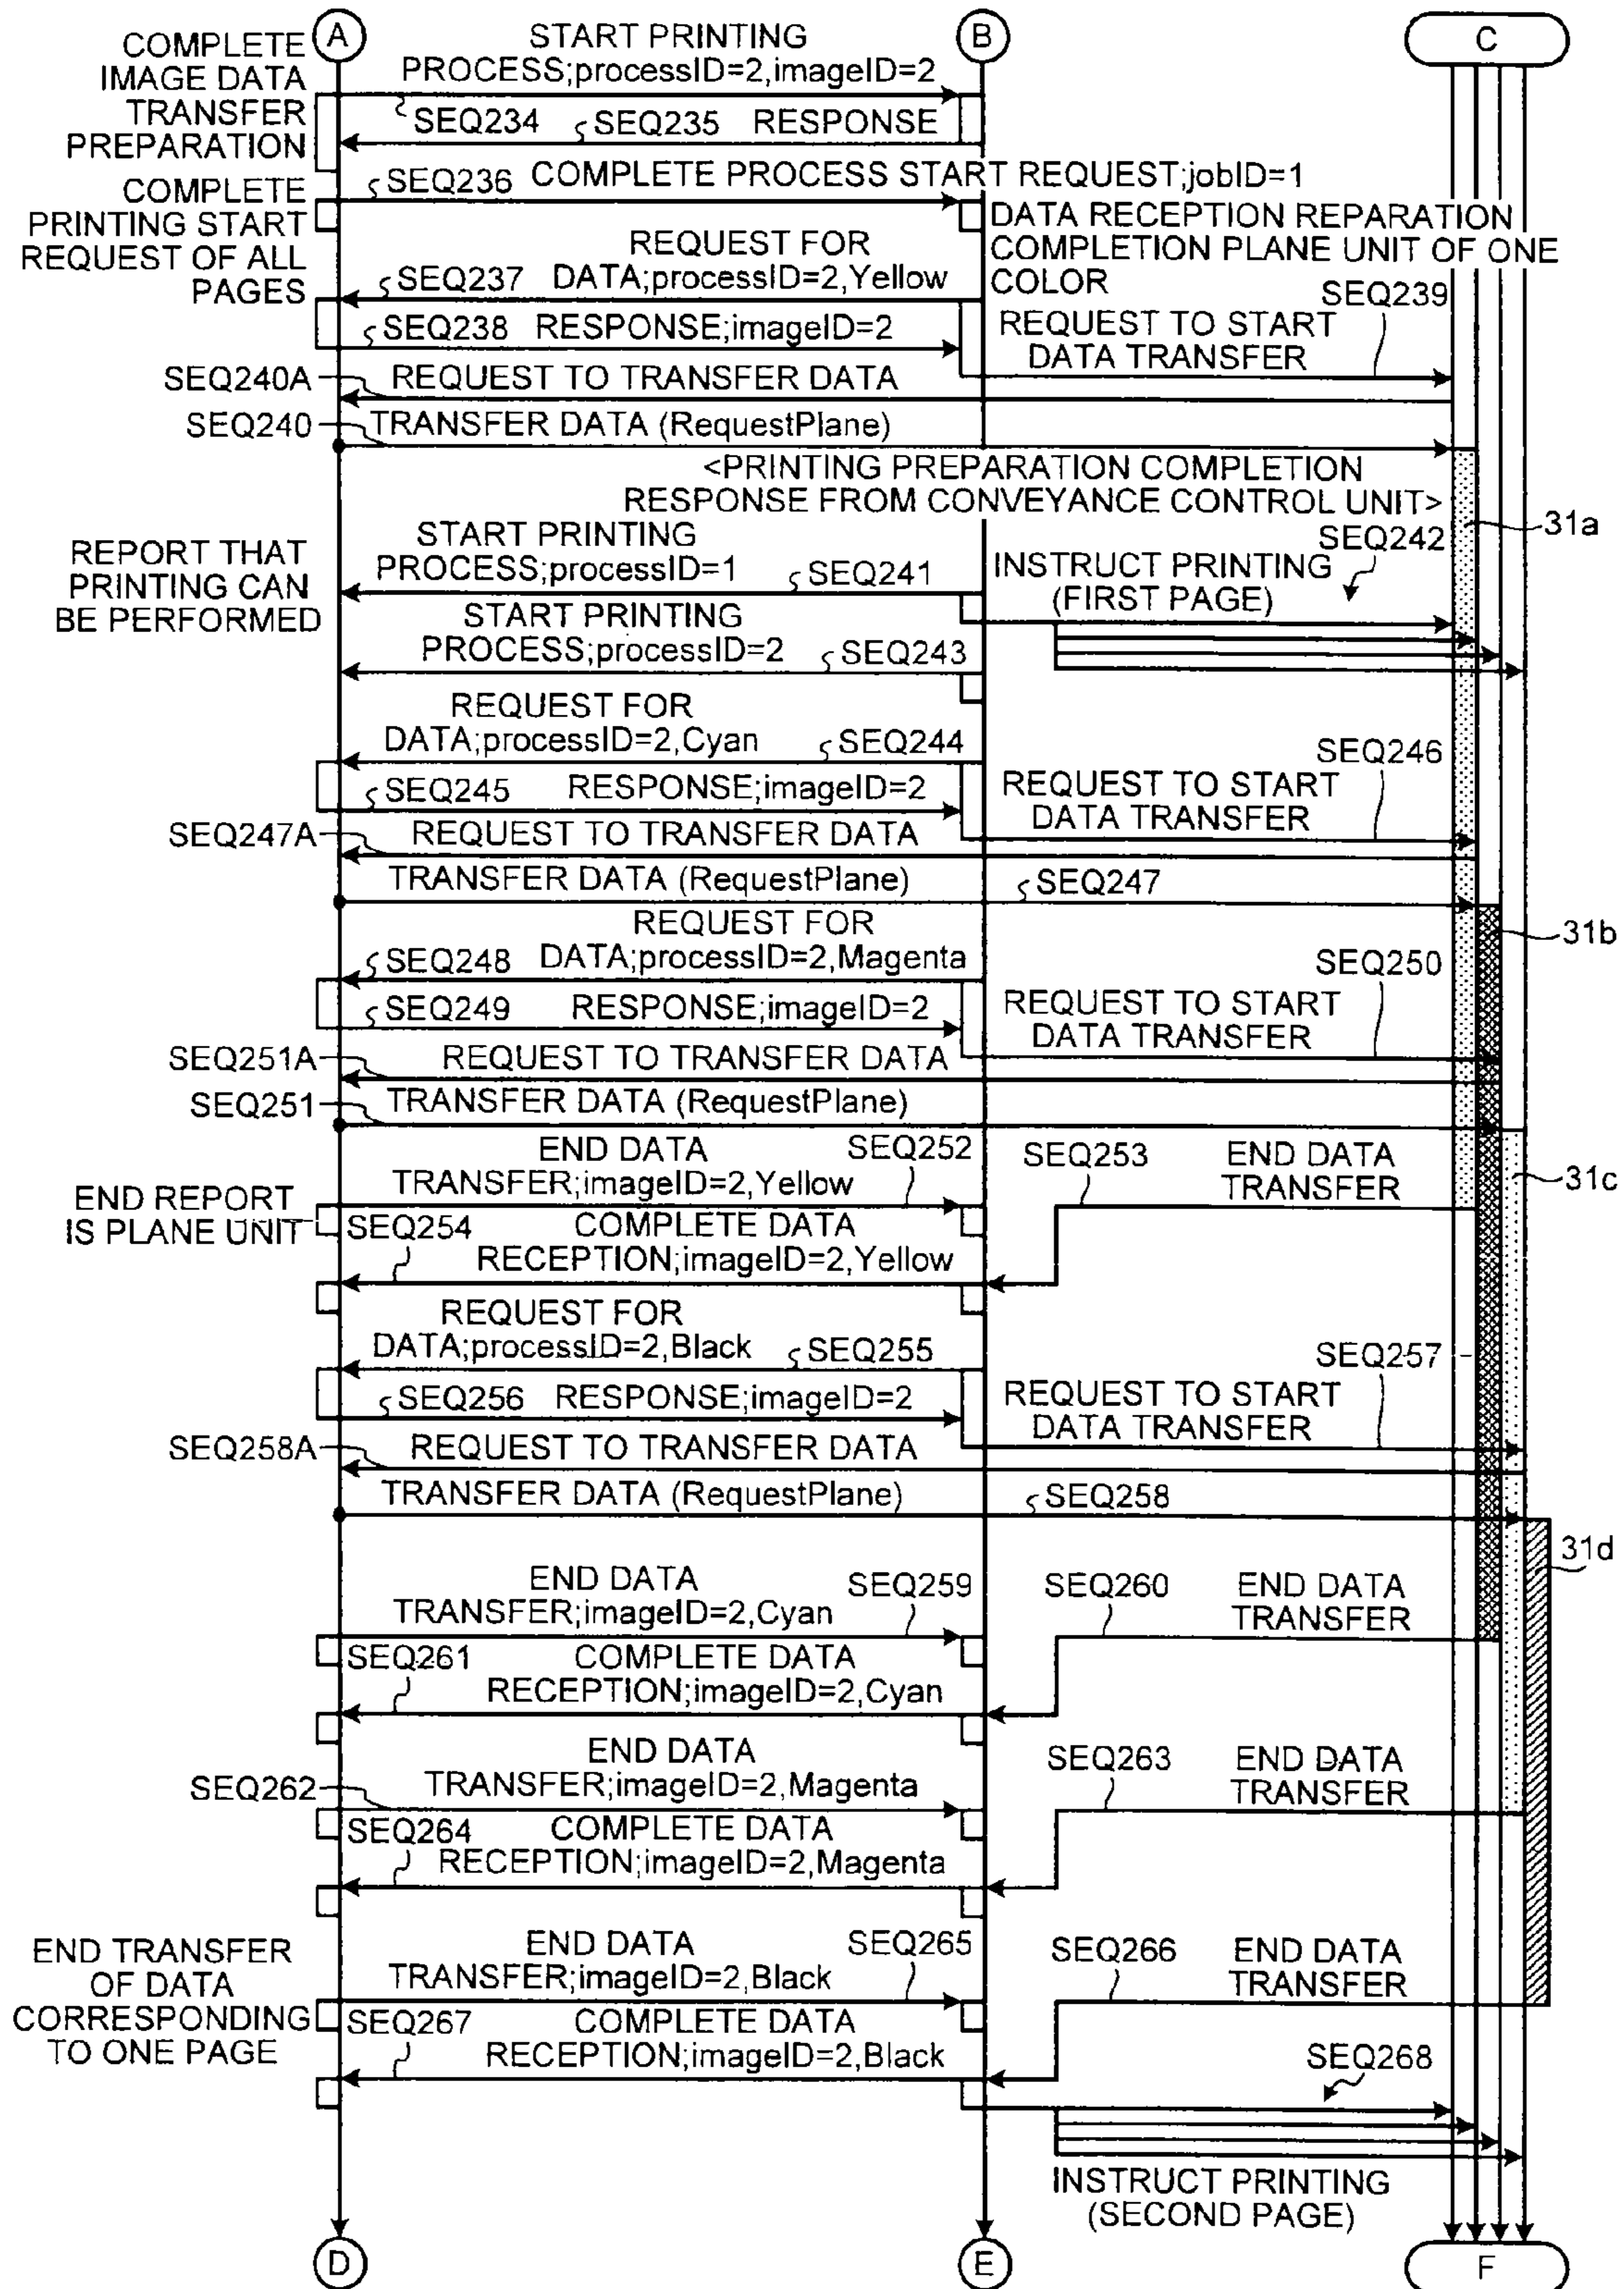 A
B
C
COMPLETE
IMAGE DATA
TRANSFER
PREPARATION
START PRINTING
PROCESS;processID=2,imageID=2
SEQ234
SEQ235 RESPONSE
SEQ236 COMPLETE PROCESS START REQUEST;jobID=1
COMPLETE
PRINTING START
REQUEST OF ALL
PAGES
DATA RECEPTION REPARATION
COMPLETION PLANE UNIT OF ONE
COLOR
REQUEST FOR
SEQ237 DATA;processID=2,Yellow
SEQ239
SEQ238 RESPONSE;imageID=2
REQUEST TO START
DATA TRANSFER
SEQ240A REQUEST TO TRANSFER DATA
SEQ240 TRANSFER DATA (RequestPlane)
<PRINTING PREPARATION COMPLETION
RESPONSE FROM CONVEYANCE CONTROL UNIT>
31a
REPORT THAT
PRINTING CAN
BE PERFORMED
START PRINTING
PROCESS;processID=1 SEQ241
SEQ242
INSTRUCT PRINTING
(FIRST PAGE)
START PRINTING
PROCESS;processID=2 SEQ243
REQUEST FOR
DATA;processID=2,Cyan SEQ244
SEQ246
SEQ245 RESPONSE;imageID=2
REQUEST TO START
DATA TRANSFER
SEQ247A REQUEST TO TRANSFER DATA
TRANSFER DATA (RequestPlane) SEQ247
31b
REQUEST FOR
SEQ248 DATA;processID=2,Magenta
SEQ250
SEQ249 RESPONSE;imageID=2
REQUEST TO START
DATA TRANSFER
SEQ251A REQUEST TO TRANSFER DATA
SEQ251 TRANSFER DATA (RequestPlane)
END DATA
TRANSFER;imageID=2,Yellow
SEQ252
SEQ253
END DATA
TRANSFER
31c
END REPORT
IS PLANE UNIT
SEQ254 COMPLETE DATA
RECEPTION;imageID=2,Yellow
REQUEST FOR
DATA;processID=2,Black SEQ255
SEQ257
SEQ256 RESPONSE;imageID=2
REQUEST TO START
DATA TRANSFER
SEQ258A REQUEST TO TRANSFER DATA
TRANSFER DATA (RequestPlane) SEQ258
31d
END DATA
TRANSFER;imageID=2,Cyan
SEQ259
SEQ260
END DATA
TRANSFER
SEQ261 COMPLETE DATA
RECEPTION;imageID=2,Cyan
END DATA
SEQ262 TRANSFER;imageID=2,Magenta
SEQ263
END DATA
TRANSFER
SEQ264 COMPLETE DATA
RECEPTION;imageID=2,Magenta
END TRANSFER
OF DATA
CORRESPONDING
TO ONE PAGE
END DATA
TRANSFER;imageID=2,Black
SEQ265
SEQ266
END DATA
TRANSFER
SEQ267 COMPLETE DATA
RECEPTION;imageID=2,Black
SEQ268
INSTRUCT PRINTING
(SECOND PAGE)
D
E
F